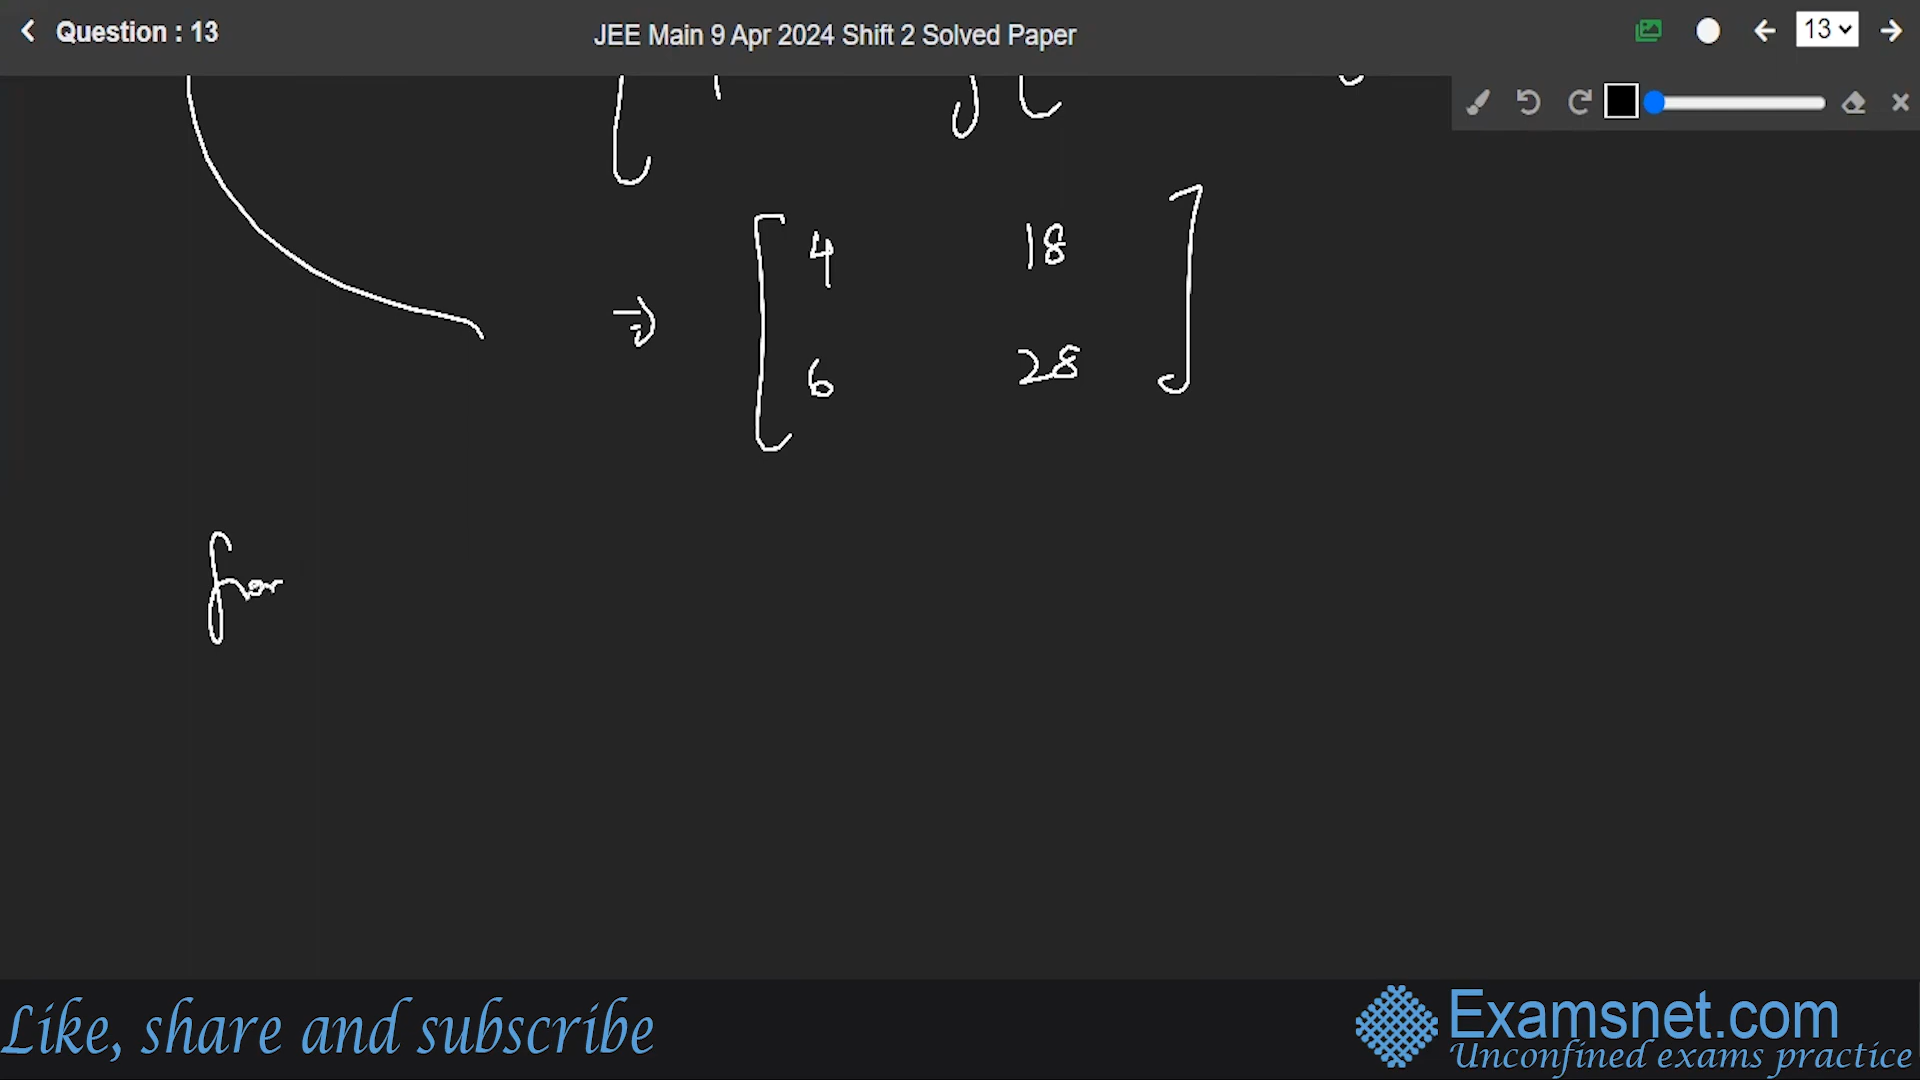 Question : 13
JEE Main 9 Apr 2024 Shift 2 Solved Paper
13
4 18
6 28
Like, share and subscribe
Examsnet.com
Unconfined exams practice